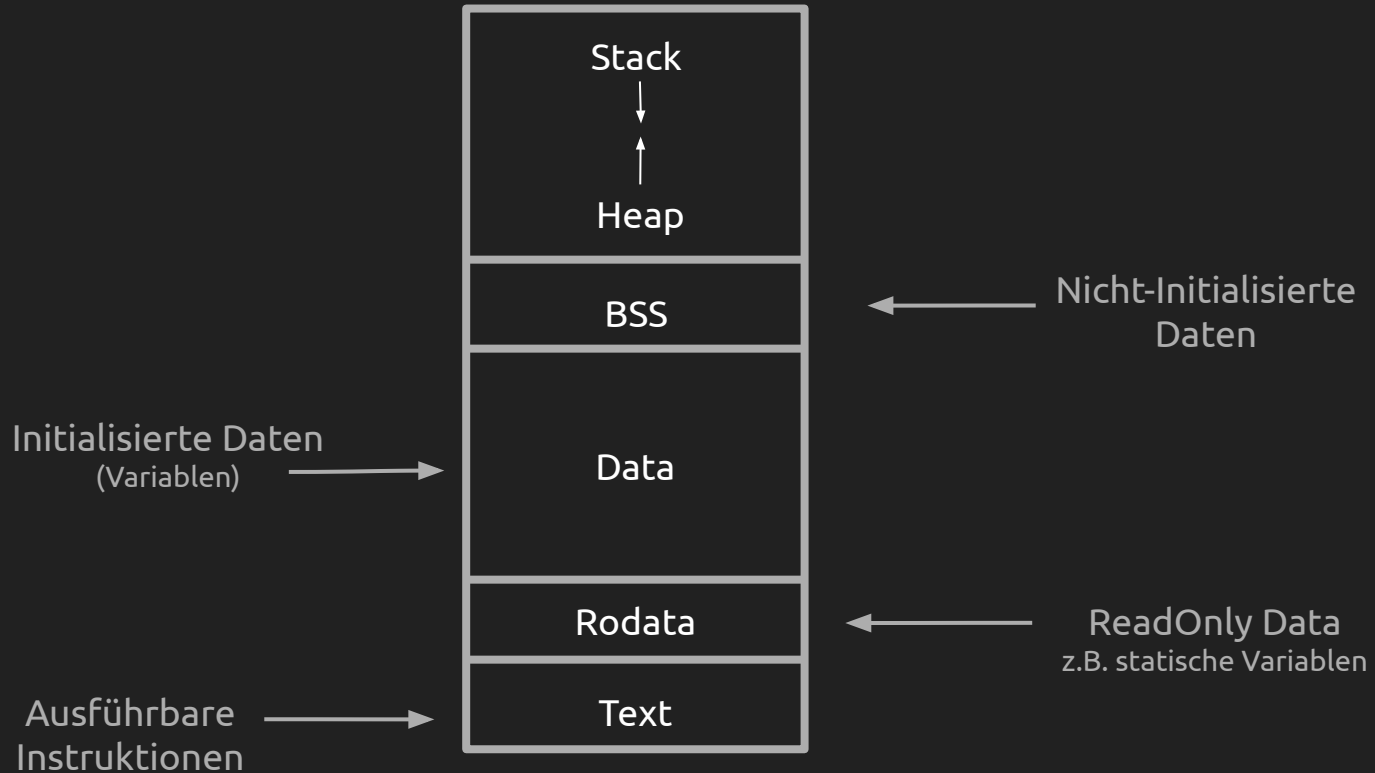 Stack
Heap
BSS
Nicht-Initialisierte
Daten
Initialisierte Daten
(Variablen)
Data
Rodata
ReadOnly Data
z.B. statische Variablen
Ausführbare
Instruktionen
Text